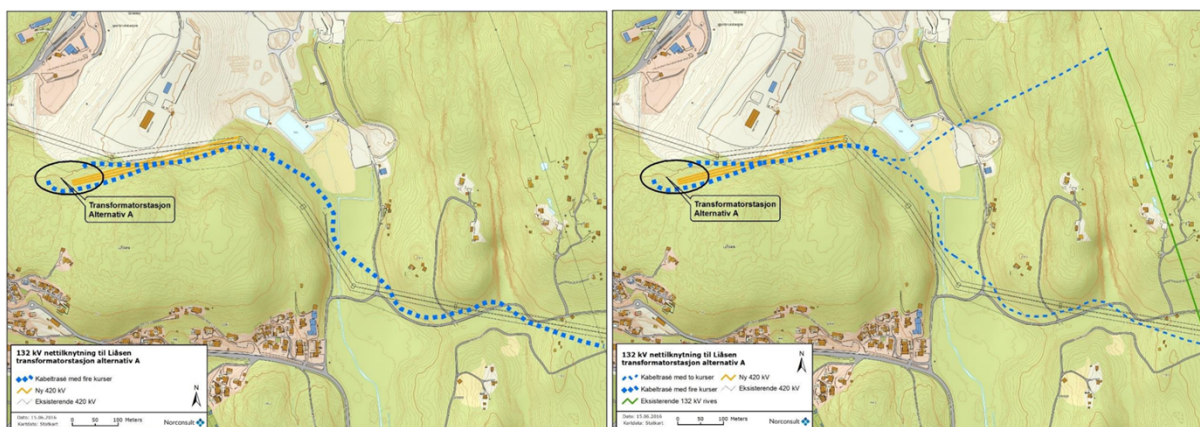 Transformatorstasjon
Alternativ A
132 kV nettilknytning til Liåsen
transformatorstasjon alternativ A
Kabeltrasé med fire kurser
Ny 420 kV
Eksisterende 420 kV
N
Dato: 15.06.2016
Kartdata: Statkart
0 50 100 Meters
Norconsult
Transformatorstasjon
Alternativ A
132 kV nettilknytning til Liåsen
transformatorstasjon alternativ A
Kabeltrasé med to kurser
Ny 420 kV
Kabeltrasé med fire kurser
Eksisterende 420 kV
Eksisterende 132 kV rives
N
Dato: 15.06.2016
Kartdata: Statkart
0 50 100 Meters
Norconsult